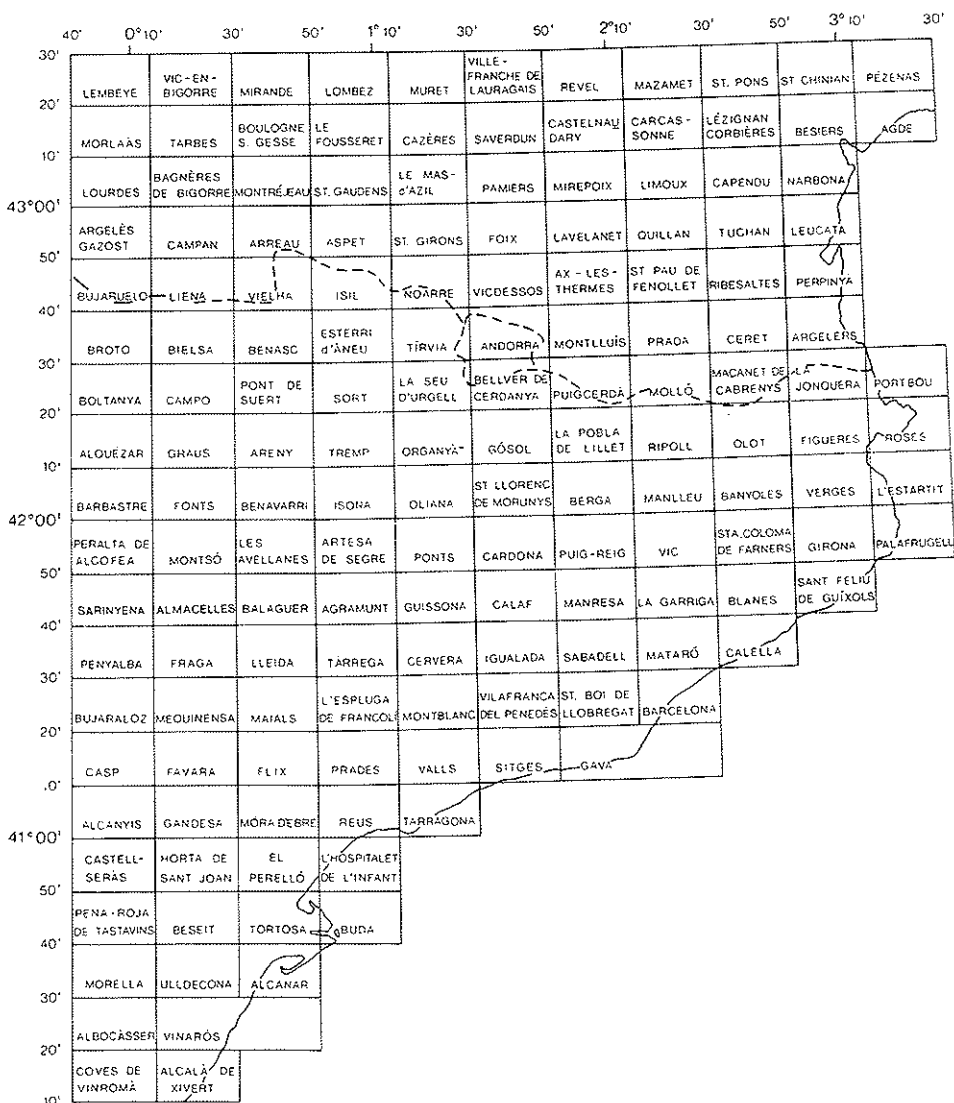 40' 0° 10' 30' 50' 1° 10' 30' 50' 2° 10' 30' 50' 3° 10' 30'
30'
LEMBEYE VIC-EN-BIGORRE MIRANDE LOMBEZ MURET VILLE-FRANCHE DE LAURAGAIS REVEL MAZAMET ST. PONS ST CHINIAN PÉZENAS
20'
MORLAÀS TARBES BOULOGNE S. GESSE LE FOUSSERET CAZÈRES SAVERDUN CASTELNAU DARY CARCAS-SONNE LÉZIGNAN CORBIÈRES BESIERS AGDE
10'
LOURDES BAGNÈRES DE BIGORRE MONTRÉJEAU ST. GAUDENS LE MAS-d'AZIL PAMIERS MIREPOIX LIMOUX CAPENDU NARBONA
43°00'
ARGELÈS GAZOST CAMPAN ARREAU ASPET ST. GIRONS FOIX LAVELANET QUILLAN TUCHAN LEUCATA
50'
BUJARUELO LIENA VIELHA ISIL NOARRE VICDESSOS AX-LES-THERMES ST PAU DE FENOLLET RIBESALTES PERPINYA
40'
BROTO BIELSA BENASC ESTERRI d'ÀNEU TÍRVIA ANDORRA MONTLLUÍS PRADA CERET ARGELERS
30'
BOLTANYA CAMPO PONT DE SUERT SORT LA SEU D'URGELL BELLVER DE CERDANYA PUIGCERDÀ MOLLÓ MAÇANET DE CABRENYS LA JONQUERA PORTBOU
20'
ALQUÉZAR GRAUS ARENY TREMP ORGANYÀ GÓSOL LA POBLA DE LILLET RIPOLL OLOT FIGUERES ROSES
10'
BARBASTRE FONTS BENAVARRI ISONA OLIANA ST LLORENC DE MORUNYS BERGA MANLLEU BANYOLES VERGES L'ESTARTIT
42°00'
PERALTA DE ALCOFEA MONTSÓ LES AVELLANES ARTESA DE SEGRE PONTS CARDONA PUIG-REIG VIC STA. COLOMA DE FARNERS GIRONA PALAFRUGELL
50'
SARINYENA ALMACELLES BALAGUER AGRAMUNT GUISSONA CALAF MANRESA LA GARRIGA BLANES SANT FELIU DE GUÍXOLS
40'
PENYALBA FRAGA LLEIDA TÀRREGA CERVERA IGUALADA SABADELL MATARÓ CALELLA
30'
BUJARALOZ MEQUINENSA MAIALS L'ESPLUGA DE FRANCOLÍ MONTBLANC VILAFRANCA DEL PENEDÈS ST. BOI DE LLOBREGAT BARCELONA
20'
CASP FAVARA FLIX PRADES VALLS SITGES GAVÀ
.0'
ALCANYIS GANDESA MORA D'EBRE REUS TARRAGONA
41°00'
CASTELL-SERÀS HORTA DE SANT JOAN EL PERELLÓ L'HOSPITALET DE L'INFANT
50'
PENA-ROJA DE TASTAVINS BESEIT TORTOSA BUDA
40'
MORELLA ULLDECONA ALCANAR
30'
ALBOCÀSSER VINARÒS
20'
COVES DE VINROMÀ ALCALÀ DE XIVERT
10'